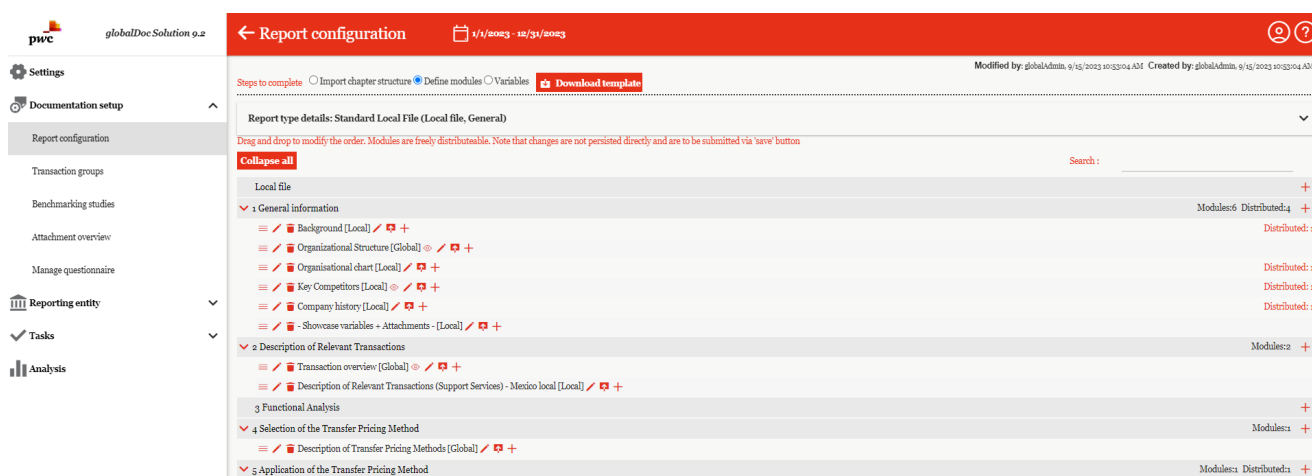 pwc
globalDoc Solution 9.2
Report configuration
1/1/2023 - 12/31/2023
Modified by: globalAdmin, 9/15/2023 10:53:04 AM Created by: globalAdmin, 9/15/2023 10:53:04 AM
Settings
Documentation setup
Report configuration
Transaction groups
Benchmarking studies
Attachment overview
Manage questionnaire
Reporting entity
Tasks
Analysis
Steps to complete Import chapter structure Define modules Variables Download template
Report type details: Standard Local File (Local file, General)
Drag and drop to modify the order. Modules are freely distributeable. Note that changes are not persisted directly and are to be submitted via 'save' button
Collapse all Search :
Local file
1 General information Modules:6 Distributed:4
Background [Local] Distributed:
Organizational Structure [Global]
Organisational chart [Local] Distributed:
Key Competitors [Local] Distributed:
Company history [Local] Distributed:
- Showcase variables + Attachments - [Local]
2 Description of Relevant Transactions Modules:2
Transaction overview [Global]
Description of Relevant Transactions (Support Services) - Mexico local [Local]
3 Functional Analysis
4 Selection of the Transfer Pricing Method Modules:1
Description of Transfer Pricing Methods [Global]
5 Application of the Transfer Pricing Method Modules:1 Distributed:1